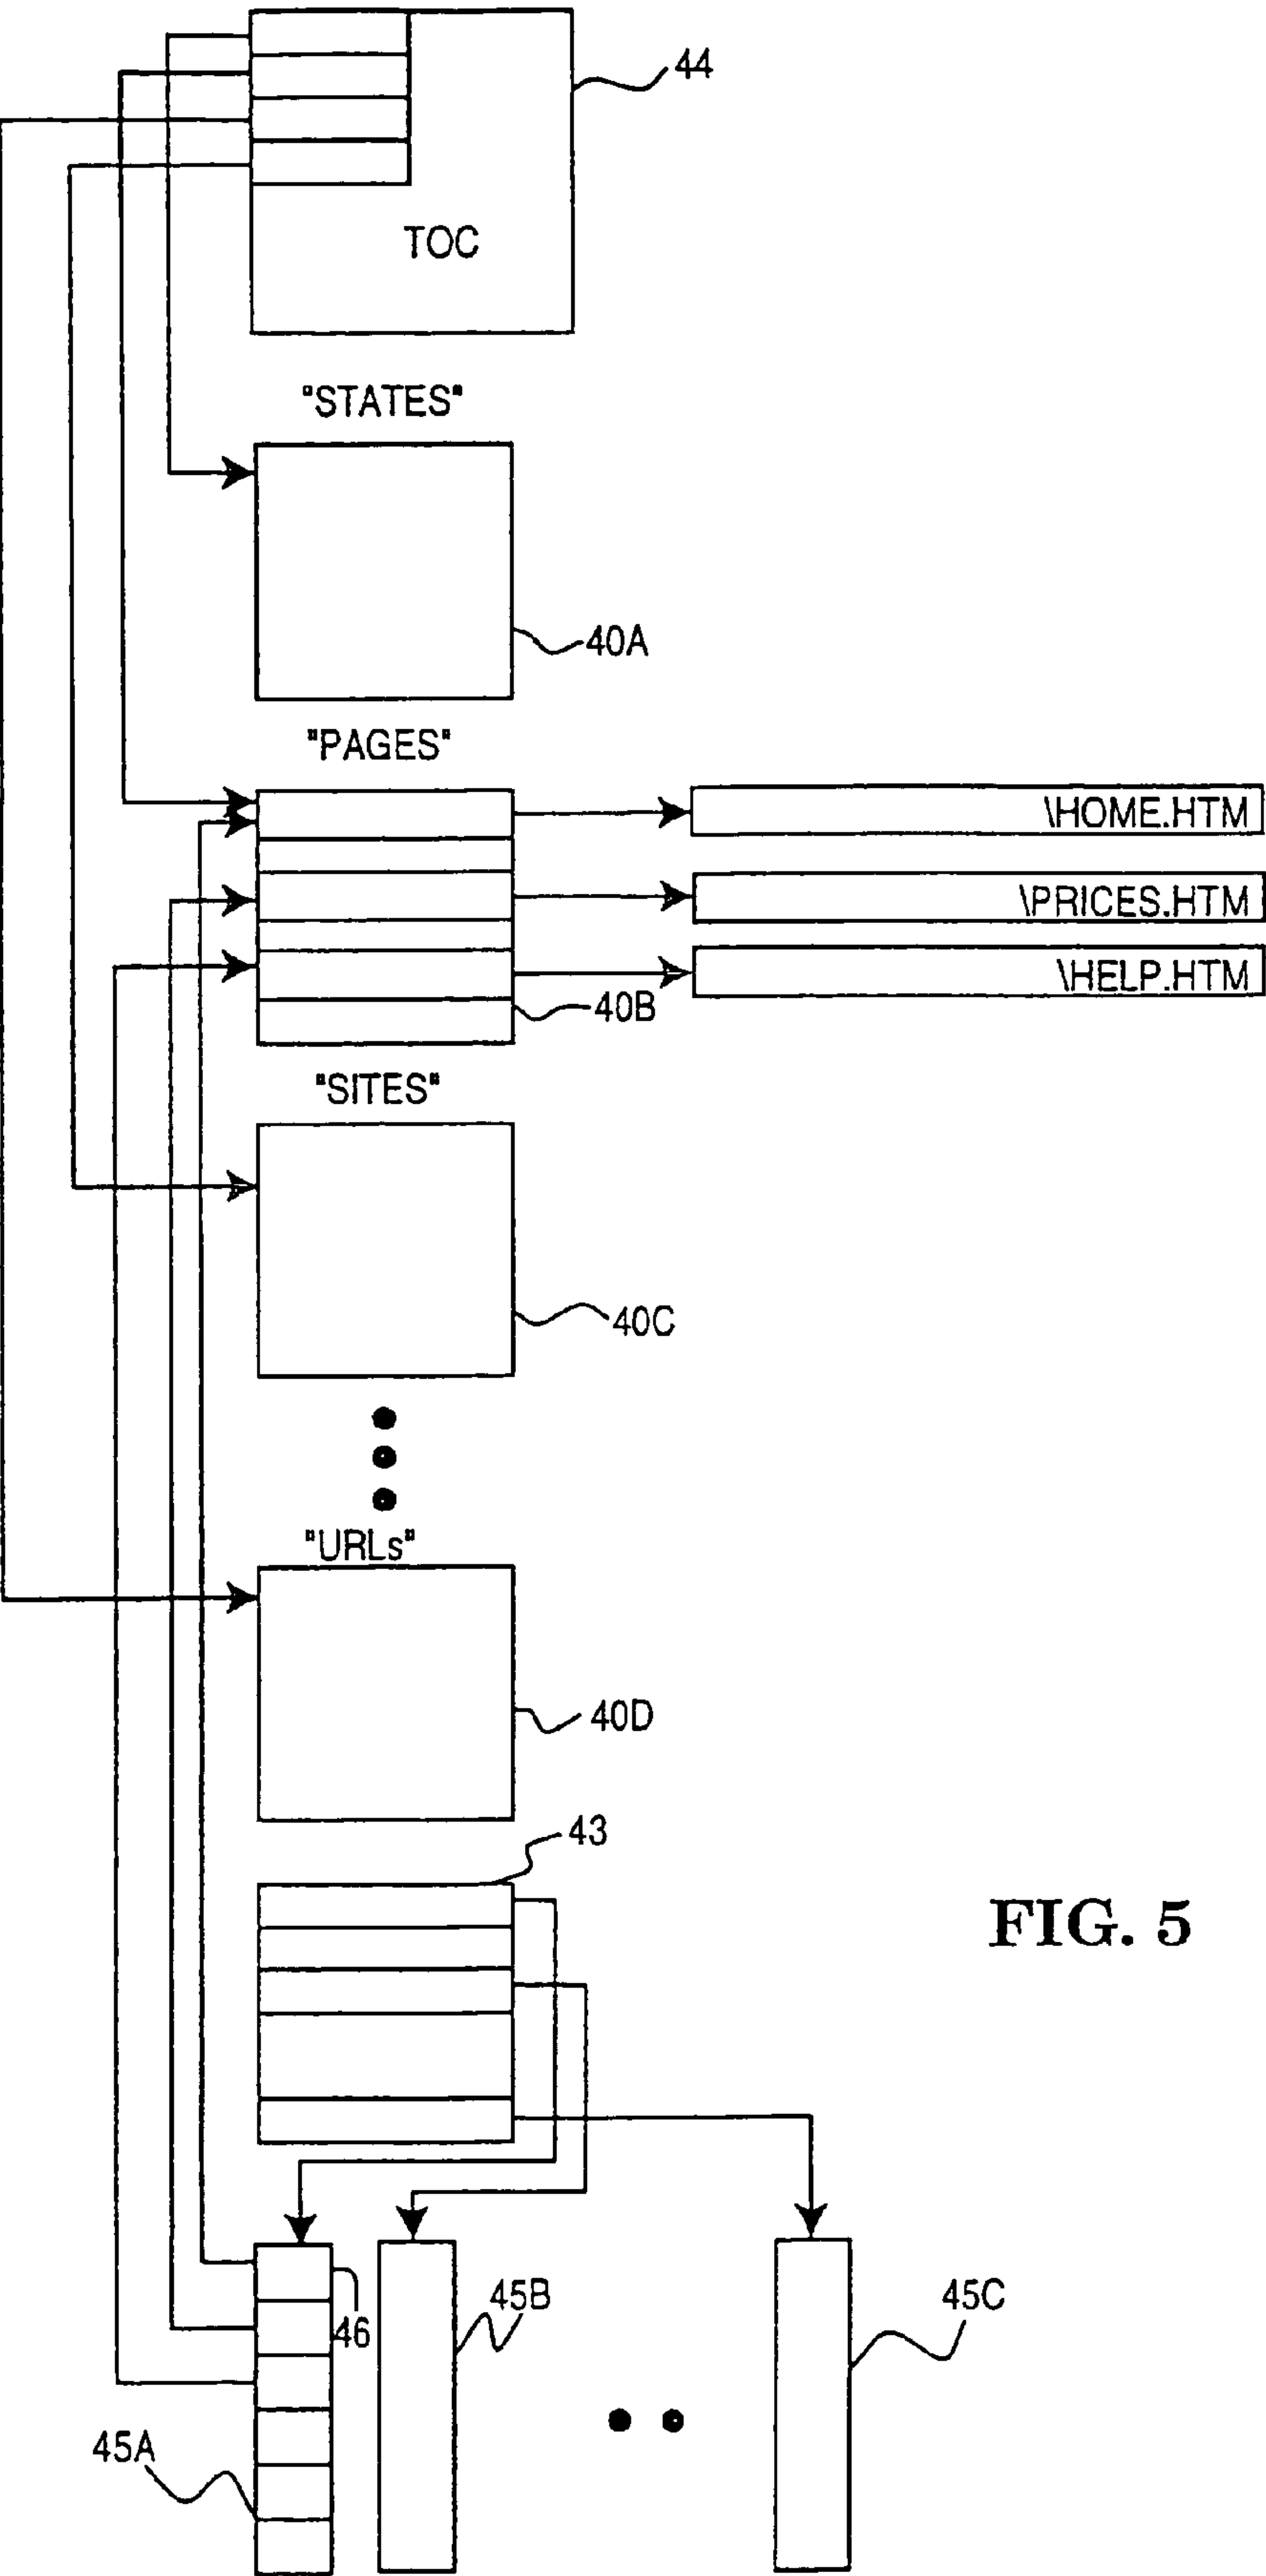 44
TOC
"STATES"
40A
"PAGES"
\HOME.HTM
\PRICES.HTM
\HELP.HTM
40B
"SITES"
40C
"URLs"
40D
43
FIG. 5
46
45B
45C
45A